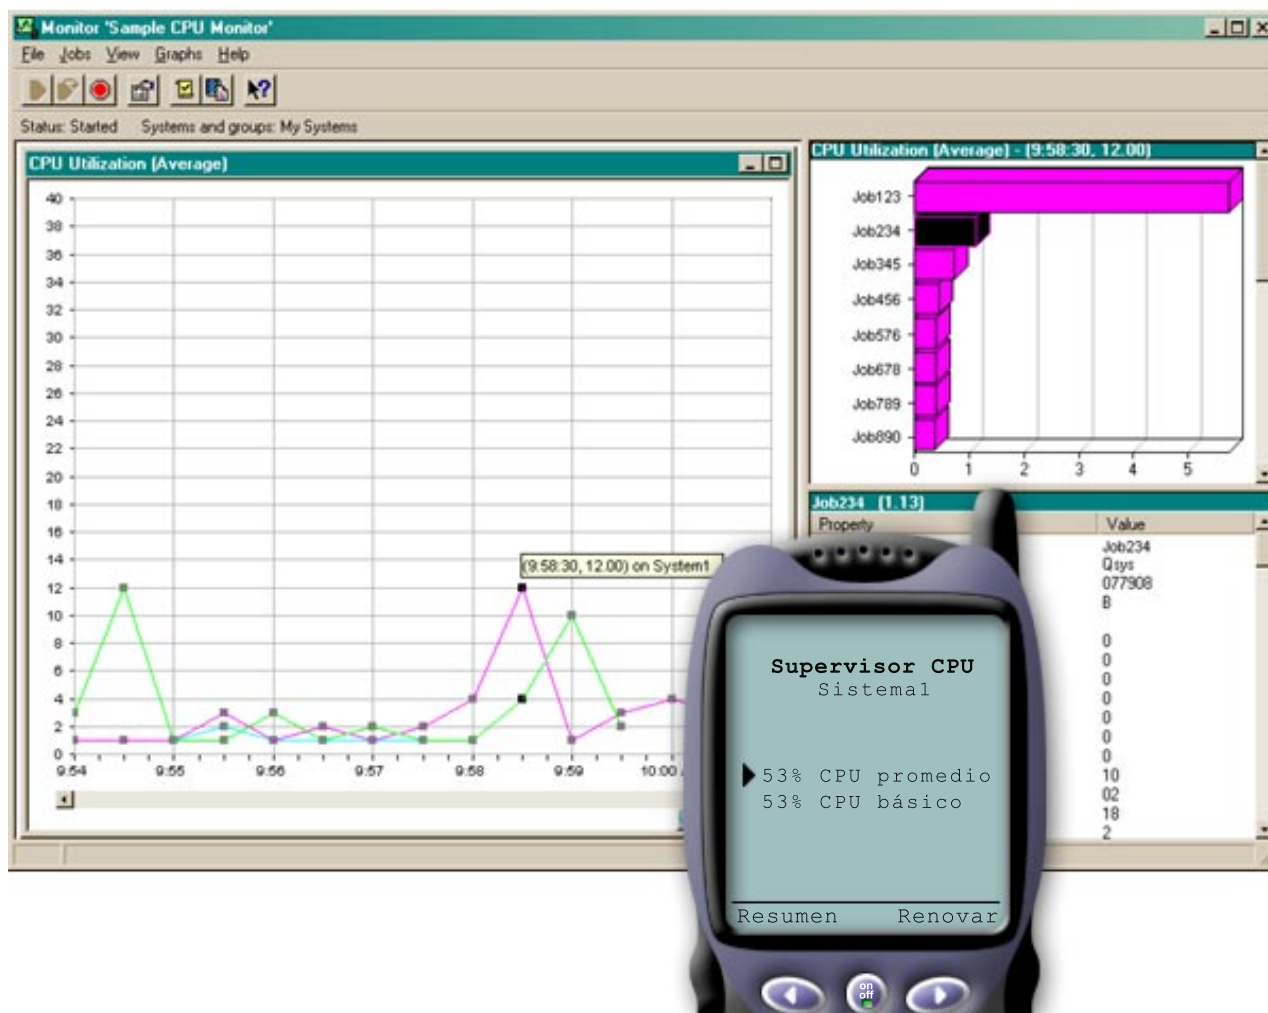 Monitor 'Sample CPU Monitor'
File Jobs View Graphs Help
Status: Started Systems and groups: My Systems
CPU Utilization (Average)
40
38
36
34
32
30
28
26
24
22
20
18
16
14
12
10
8
6
4
2
0
(9:58:30, 12.00) on System1
9:54 9:55 9:56 9:57 9:58 9:59 10:00
CPU Utilization (Average) - (9:58:30, 12.00)
Job123
Job234
Job345
Job456
Job576
Job678
Job789
Job890
0 1 2 3 4 5
Job234 (1.13)
Property Value
Job234
Qsys
077908
B
0
0
0
0
0
0
0
10
02
18
2
Supervisor CPU
Sistema1
53% CPU promedio
53% CPU básico
Resumen Renovar
on
off